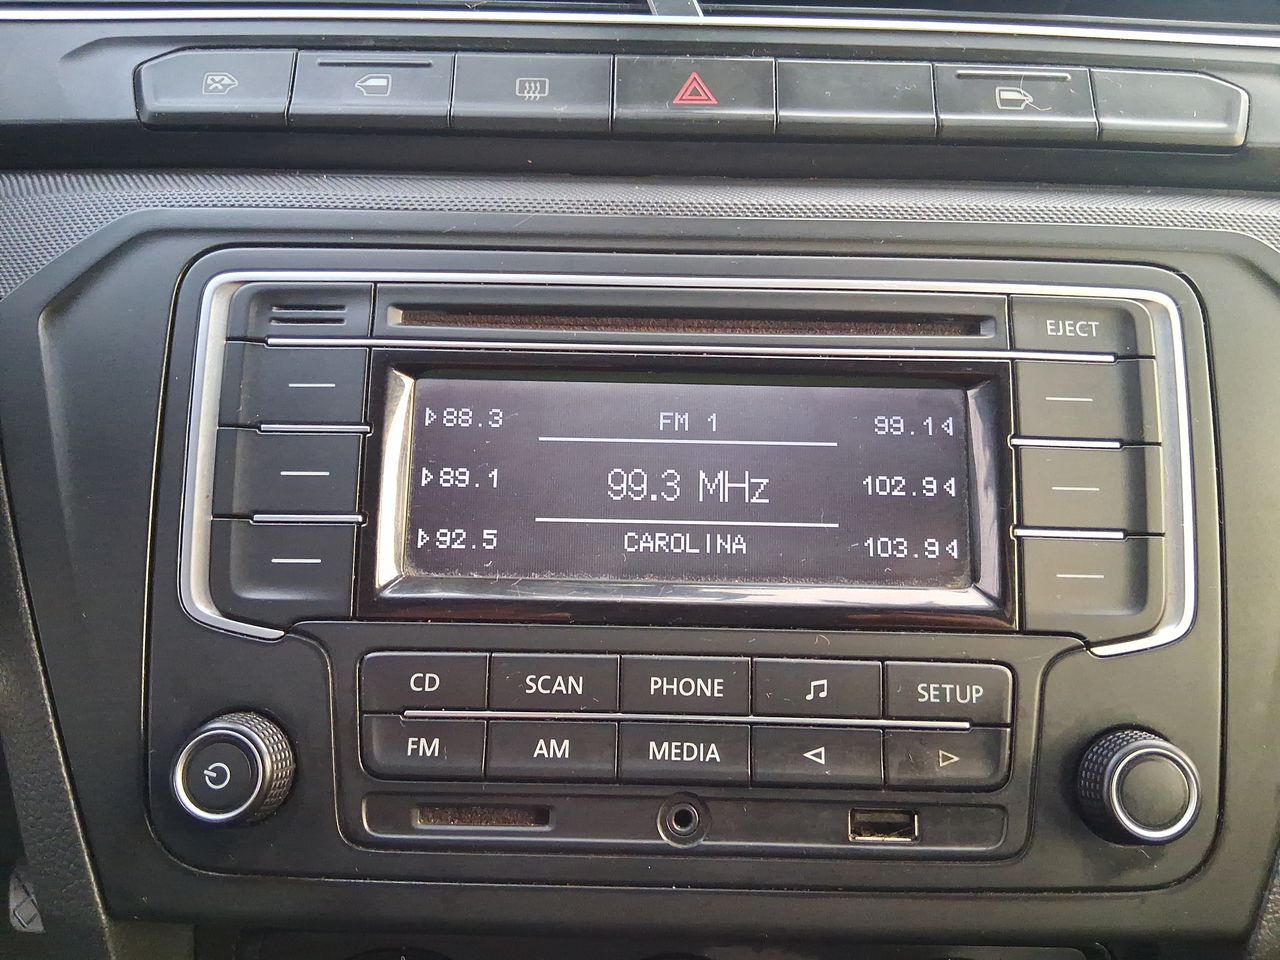 EJECT
88.3 FM 1 99.1
89.1 99.3 MHz 102.9
92.5 CAROLINA 103.9
CD SCAN PHONE SETUP
FM AM MEDIA